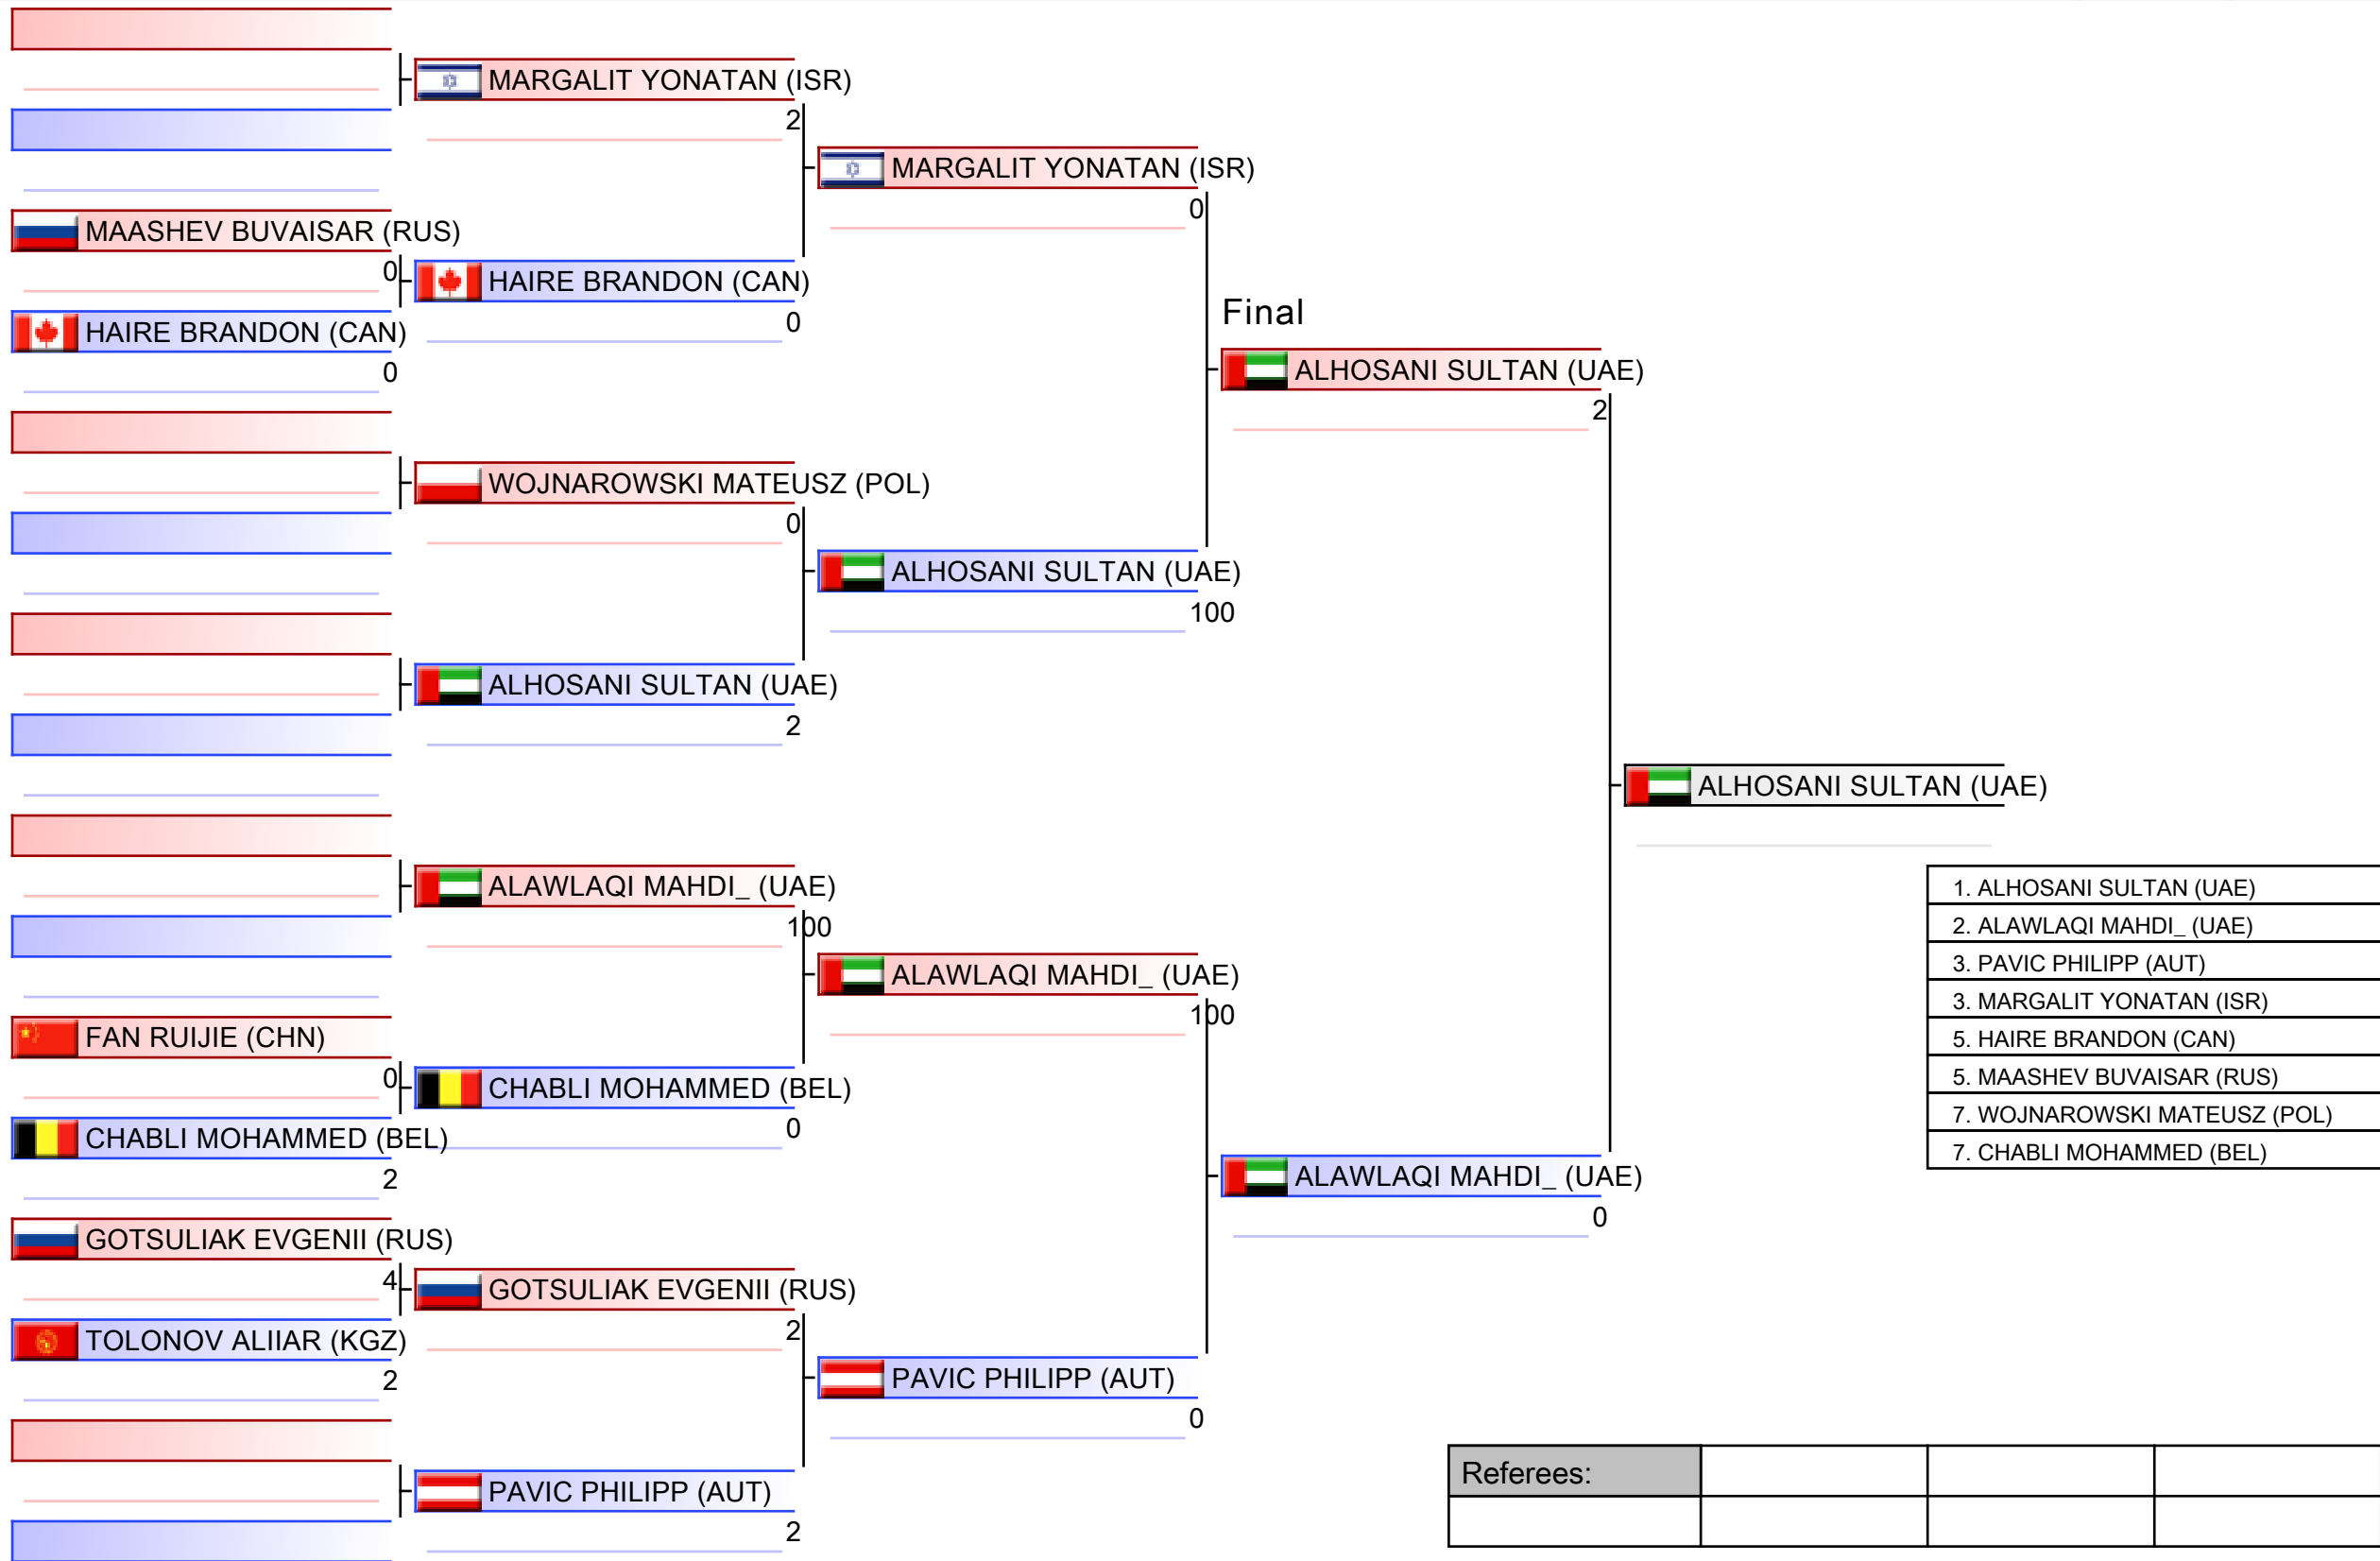 MARGALIT YONATAN (ISR)
2
MARGALIT YONATAN (ISR)
0
MAASHEV BUVAISAR (RUS)
0
HAIRE BRANDON (CAN)
0
HAIRE BRANDON (CAN)
0
Final
ALHOSANI SULTAN (UAE)
2
WOJNAROWSKI MATEUSZ (POL)
0
ALHOSANI SULTAN (UAE)
100
ALHOSANI SULTAN (UAE)
2
ALHOSANI SULTAN (UAE)
ALAWLAQI MAHDI_ (UAE)
100
ALAWLAQI MAHDI_ (UAE)
100
FAN RUIJIE (CHN)
0
CHABLI MOHAMMED (BEL)
0
CHABLI MOHAMMED (BEL)
2
ALAWLAQI MAHDI_ (UAE)
0
GOTSULIAK EVGENII (RUS)
4
GOTSULIAK EVGENII (RUS)
2
TOLONOV ALIIAR (KGZ)
2
PAVIC PHILIPP (AUT)
0
PAVIC PHILIPP (AUT)
2
1. ALHOSANI SULTAN (UAE)
2. ALAWLAQI MAHDI_ (UAE)
3. PAVIC PHILIPP (AUT)
3. MARGALIT YONATAN (ISR)
5. HAIRE BRANDON (CAN)
5. MAASHEV BUVAISAR (RUS)
7. WOJNAROWSKI MATEUSZ (POL)
7. CHABLI MOHAMMED (BEL)
Referees: